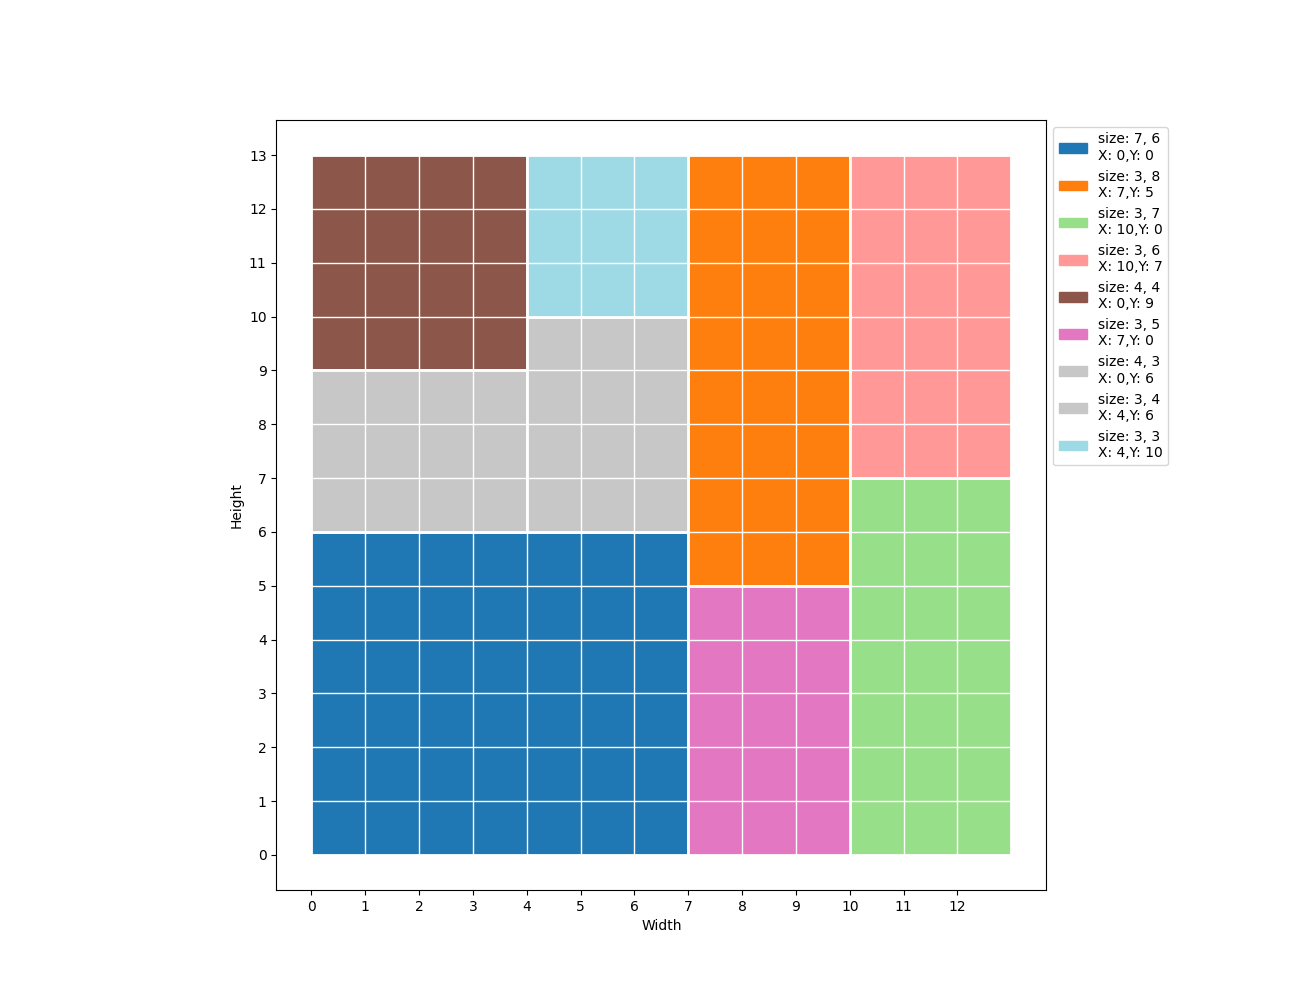 13
12
11
10
9
8
7
6
5
4
3
2
1
0
Height
0 1 2 3 4 5 6 7 8 9 10 11 12
Width
size: 7, 6
X: 0,Y: 0
size: 3, 8
X: 7,Y: 5
size: 3, 7
X: 10,Y: 0
size: 3, 6
X: 10,Y: 7
size: 4, 4
X: 0,Y: 9
size: 3, 5
X: 7,Y: 0
size: 4, 3
X: 0,Y: 6
size: 3, 4
X: 4,Y: 6
size: 3, 3
X: 4,Y: 10